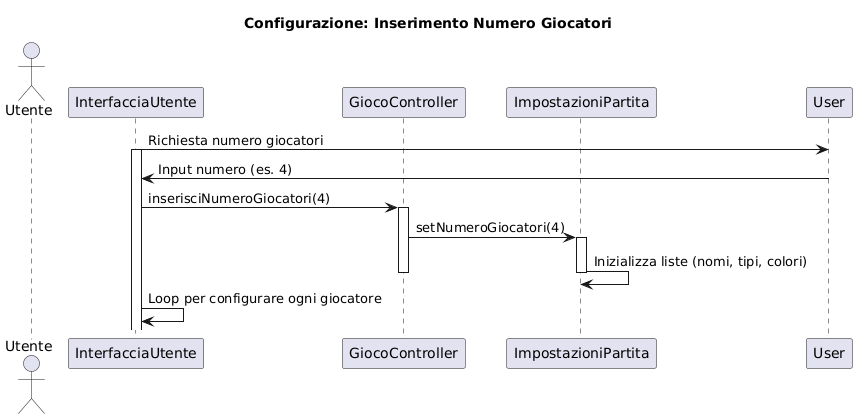 Configurazione: Inserimento Numero Giocatori
Utente
InterfacciaUtente
GiocoController
ImpostazioniPartita
User
Richiesta numero giocatori
Input numero (es. 4)
inserisciNumeroGiocatori(4)
setNumeroGiocatori(4)
Inizializza liste (nomi, tipi, colori)
Loop per configurare ogni giocatore
Utente
InterfacciaUtente
GiocoController
ImpostazioniPartita
User